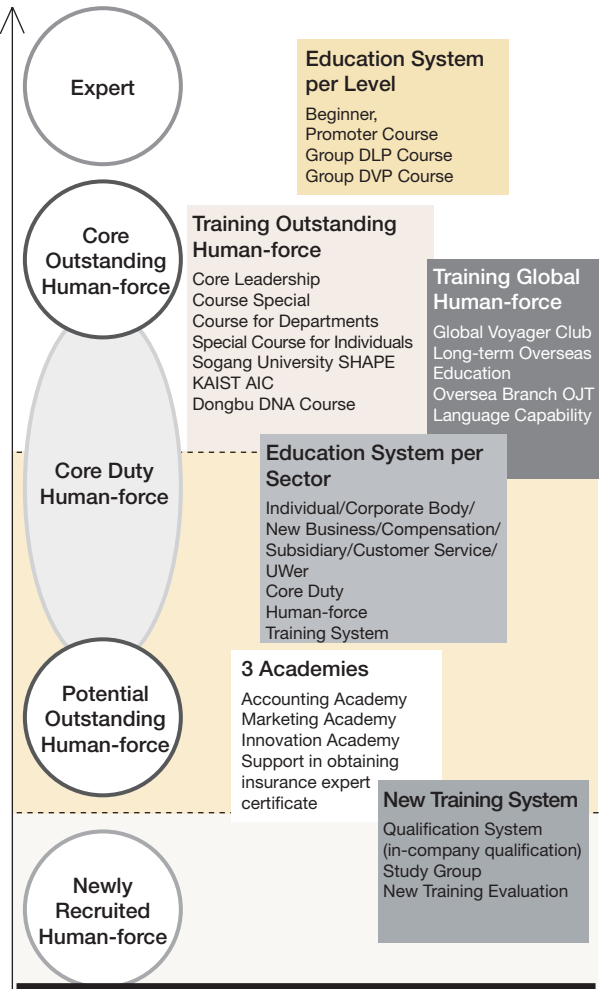 Expert
Education System
per Level
Beginner,
Promoter Course
Group DLP Course
Group DVP Course
Core
Outstanding
Human-force
Training Outstanding
Human-force
Core Leadership
Course Special
Course for Departments
Special Course for Individuals
Sogang University SHAPE
KAIST AIC
Dongbu DNA Course
Training Global
Human-force
Global Voyager Club
Long-term Overseas
Education
Oversea Branch OJT
Language Capability
Core Duty
Human-force
Education System per
Sector
Individual/Corporate Body/
New Business/Compensation/
Subsidiary/Customer Service/
UWer
Core Duty
Human-force
Training System
Potential
Outstanding
Human-force
3 Academies
Accounting Academy
Marketing Academy
Innovation Academy
Support in obtaining
insurance expert
certificate
New Training System
Qualification System
(in-company qualification)
Study Group
New Training Evaluation
Newly
Recruited
Human-force